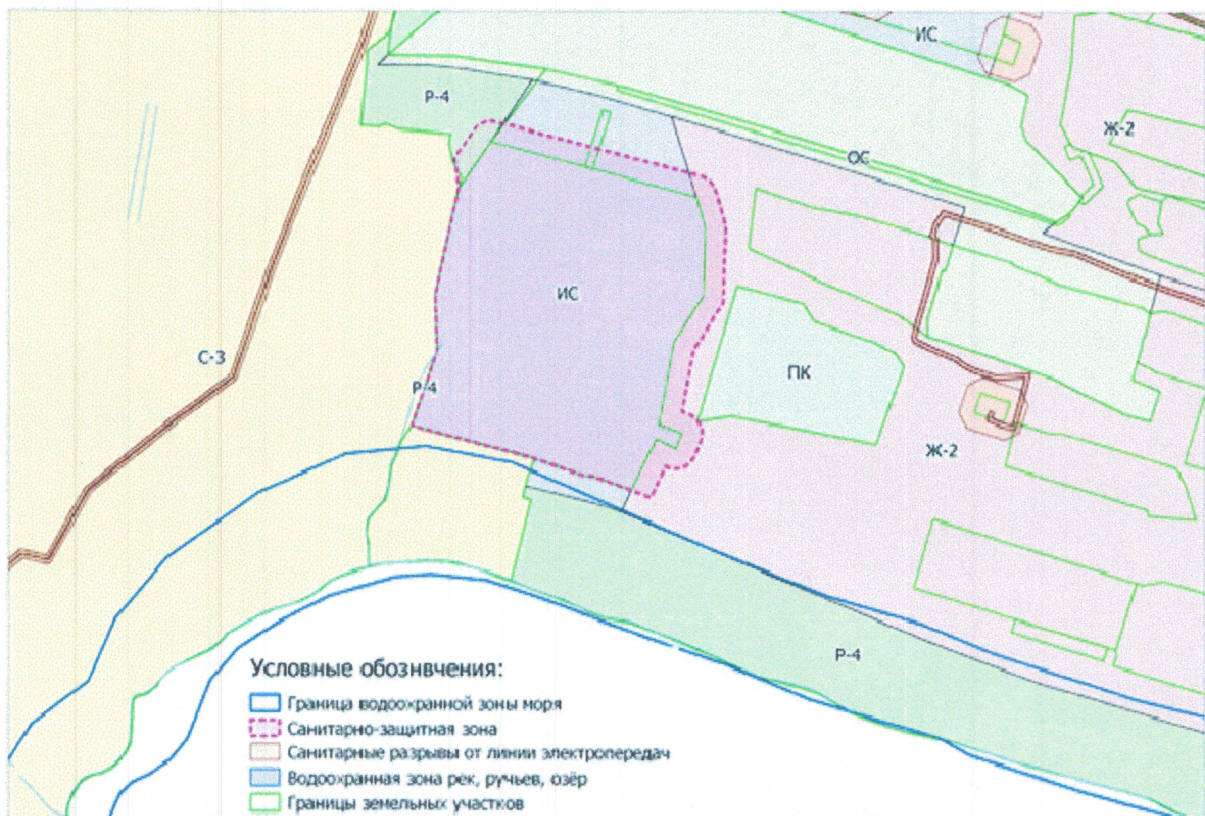 ИС
Р-4
Ж-2
ОС
ИС
С-3
Р-4
ПК
Ж-2
Р-4
Условные обознвчения:
Граница водоохранной зоны моря
Санитарно-защитная зона
Санитарные разрывы от линии электропередач
Водоохранная зона рек, ручьев, озёр
Границы земельных участков